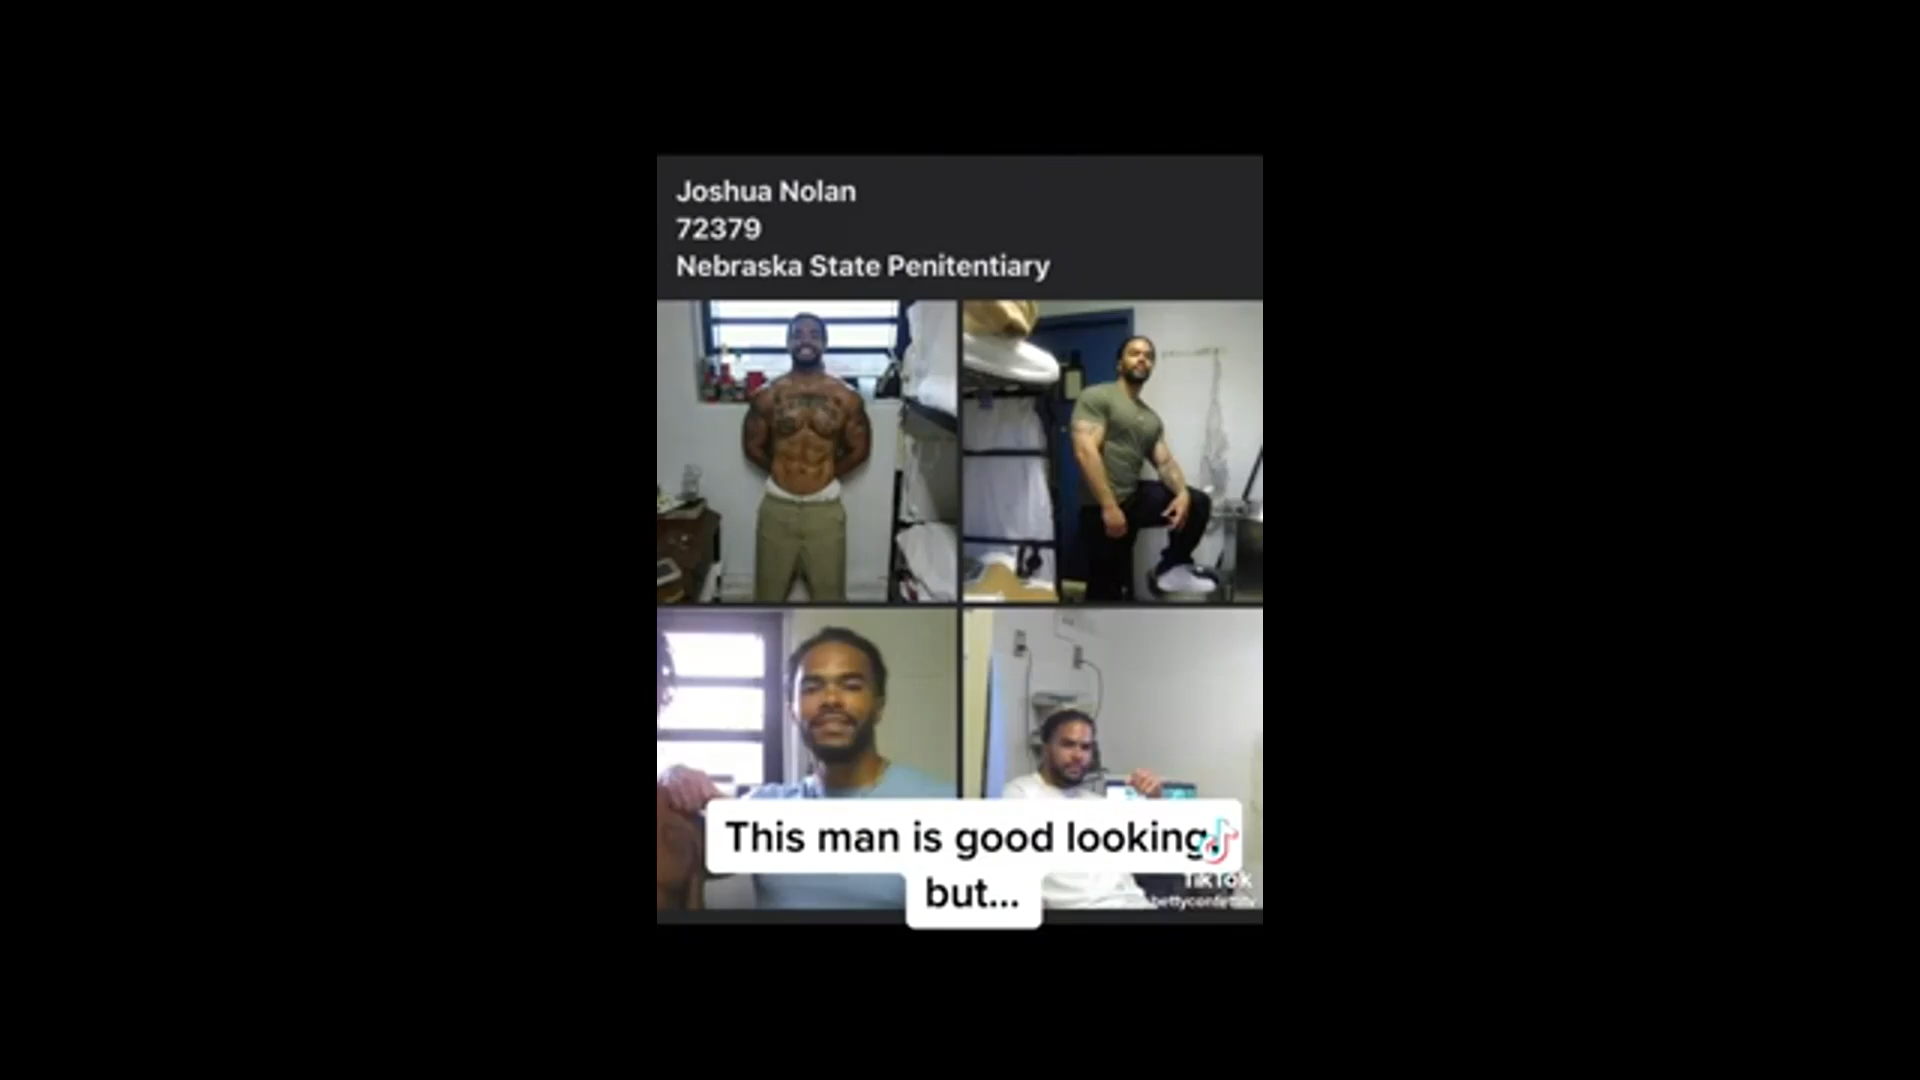 Joshua Nolan
72379
Nebraska State Penitentiary
This man is good looking,
but...
TikTok